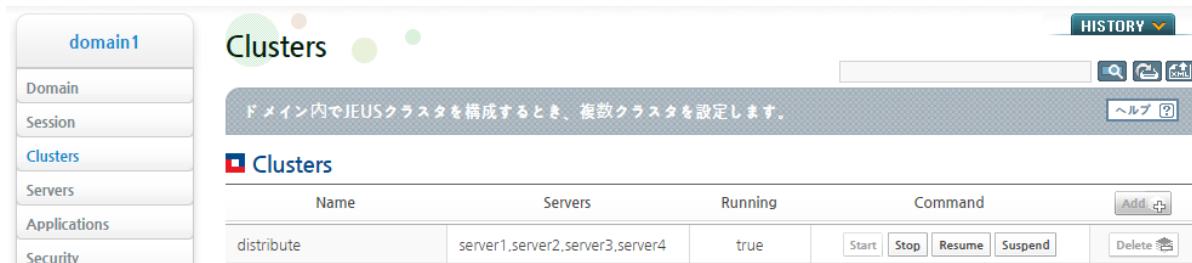 domain1
Domain
Session
Clusters
Servers
Applications
Security
HISTORY
Clusters
XML
ドメイン内でJEUSクラスタを構成するとき、複数クラスタを設定します。
ヘルプ ?
Clusters
Name Servers Running Command Add
distribute server1,server2,server3,server4 true Start Stop Resume Suspend Delete